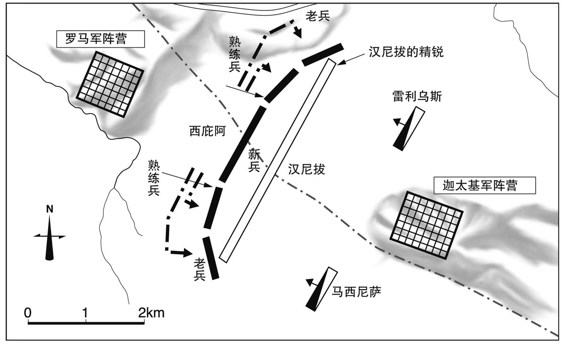 老兵
罗马军阵营
熟练兵
汉尼拔的精锐
雷利乌斯
西庇阿
新兵
熟练兵
汉尼拔
迦太基军阵营
N
老兵
马西尼萨
0 1 2km